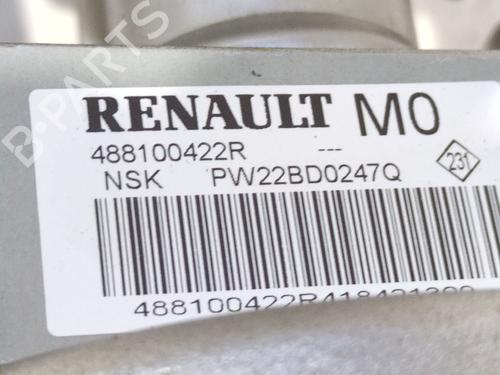 B-PARTS
RENAULT M0
488100422R ---
NSK PW22BD0247Q
231